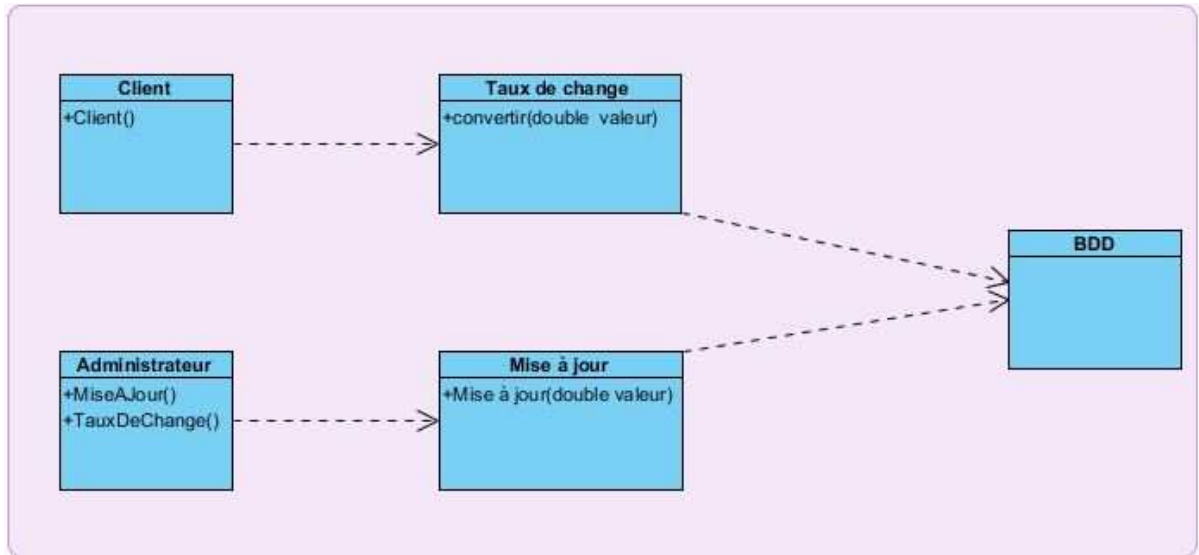 Client
+Client()
Taux de change
+convertir(double valeur)
BDD
Administrateur
+MiseAJour()
+TauxDeChange()
Mise à jour
+Mise à jour(double valeur)